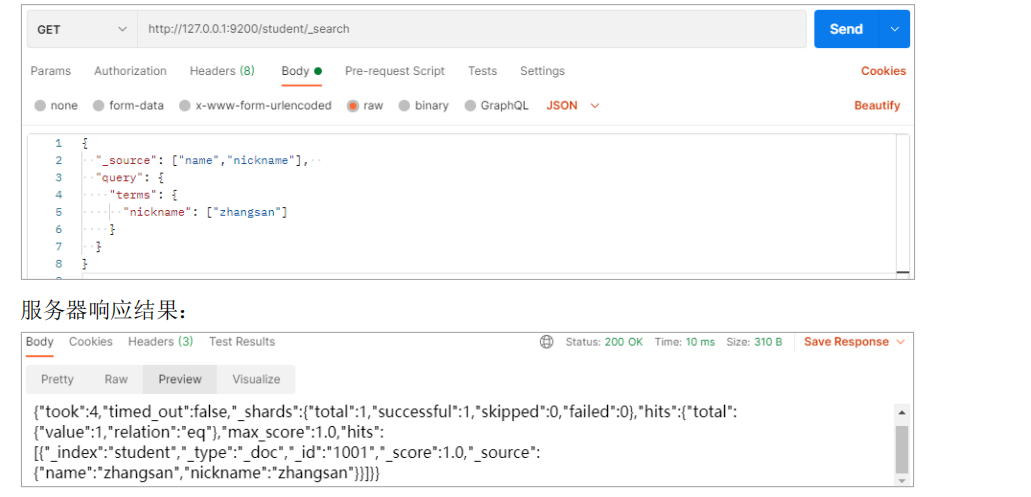 GET http://127.0.0.1:9200/student/_search Send
Params Authorization Headers (8) Body Pre-request Script Tests Settings Cookies
none form-data x-www-form-urlencoded raw binary GraphQL JSON Beautify
1 {
2 "_source": ["name","nickname"],
3 "query": {
4 "terms": {
5 "nickname": ["zhangsan"]
6 }
7 }
8 }
服务器响应结果：
Body Cookies Headers (3) Test Results Status: 200 OK Time: 10 ms Size: 310 B Save Response
Pretty Raw Preview Visualize
{"took":4,"timed_out":false,"_shards":{"total":1,"successful":1,"skipped":0,"failed":0},"hits":{"total":
{"value":1,"relation":"eq"},"max_score":1.0,"hits":
[{"_index":"student","_type":"_doc","_id":"1001","_score":1.0,"_source":
{"name":"zhangsan","nickname":"zhangsan"}}]}}